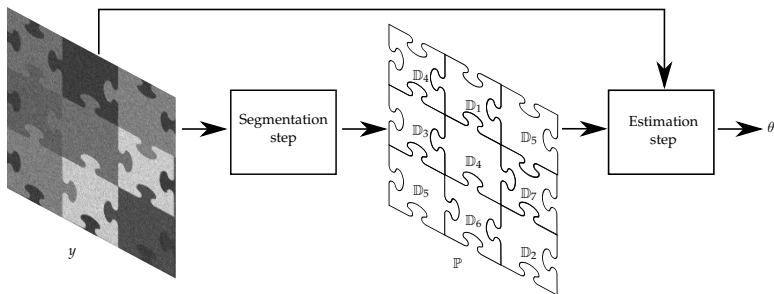 𝔻₄
𝔻₁
Segmentation
step
𝔻₃
𝔻₅
Estimation
step
θ
𝔻₄
𝔻₅
𝔻₇
𝔻₆
𝔻₂
y
ℙ